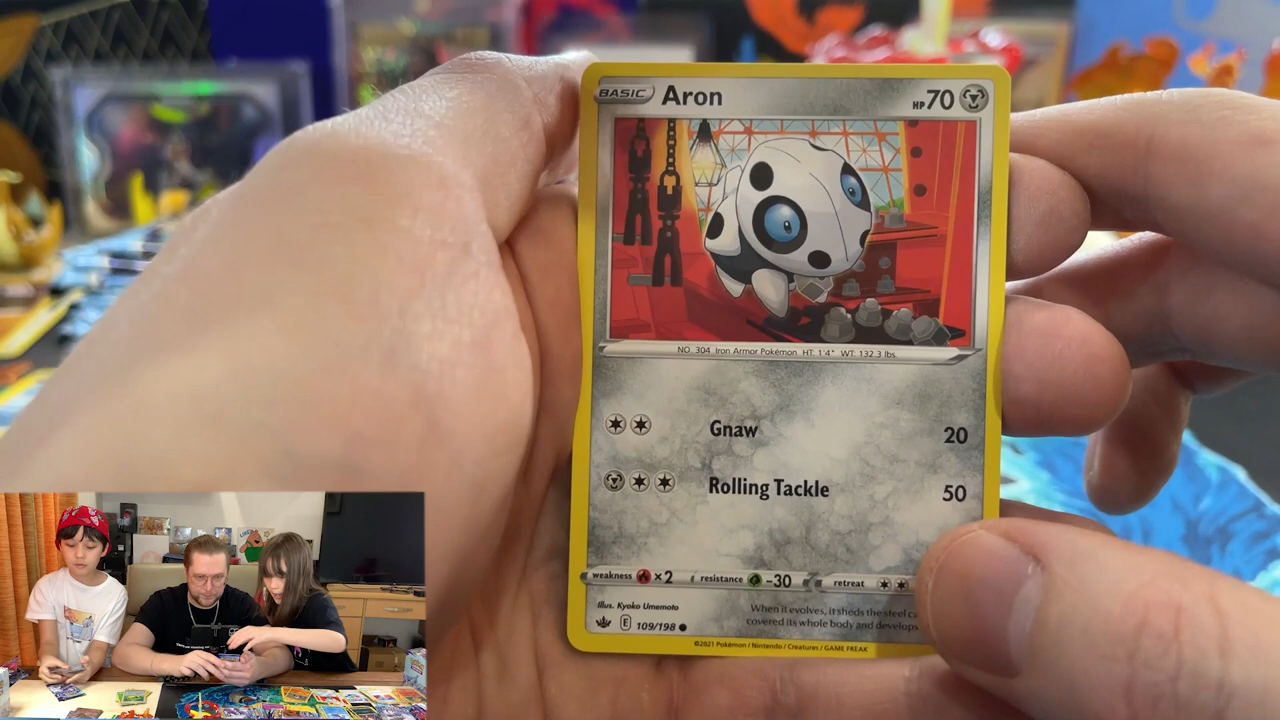 BASIC Aron HP 70
NO. 304 Iron Armor Pokémon HT: 1'4" WT: 132.3 lbs.
Gnaw 20
Rolling Tackle 50
weakness ×2 resistance -30 retreat
Illus. Kyoko Umemoto
When it evolves, it sheds the steel
covered its whole body and develops
E 109/198
©2021 Pokémon / Nintendo / Creatures / GAME FREAK